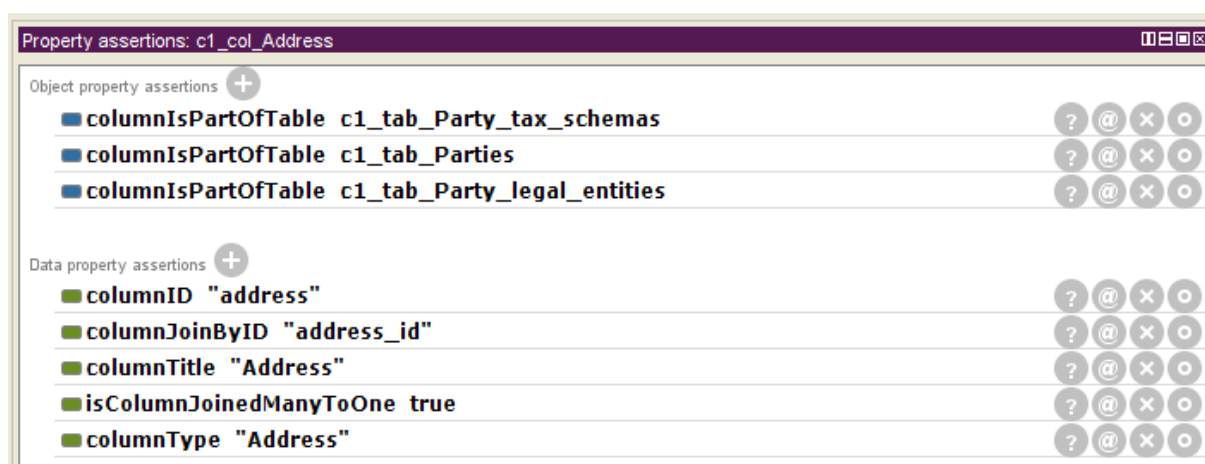 Property assertions: c1_col_Address
Object property assertions
columnIsPartOfTable c1_tab_Party_tax_schemas
columnIsPartOfTable c1_tab_Parties
columnIsPartOfTable c1_tab_Party_legal_entities
Data property assertions
columnID "address"
columnJoinByID "address_id"
columnTitle "Address"
isColumnJoinedManyToOne true
columnType "Address"